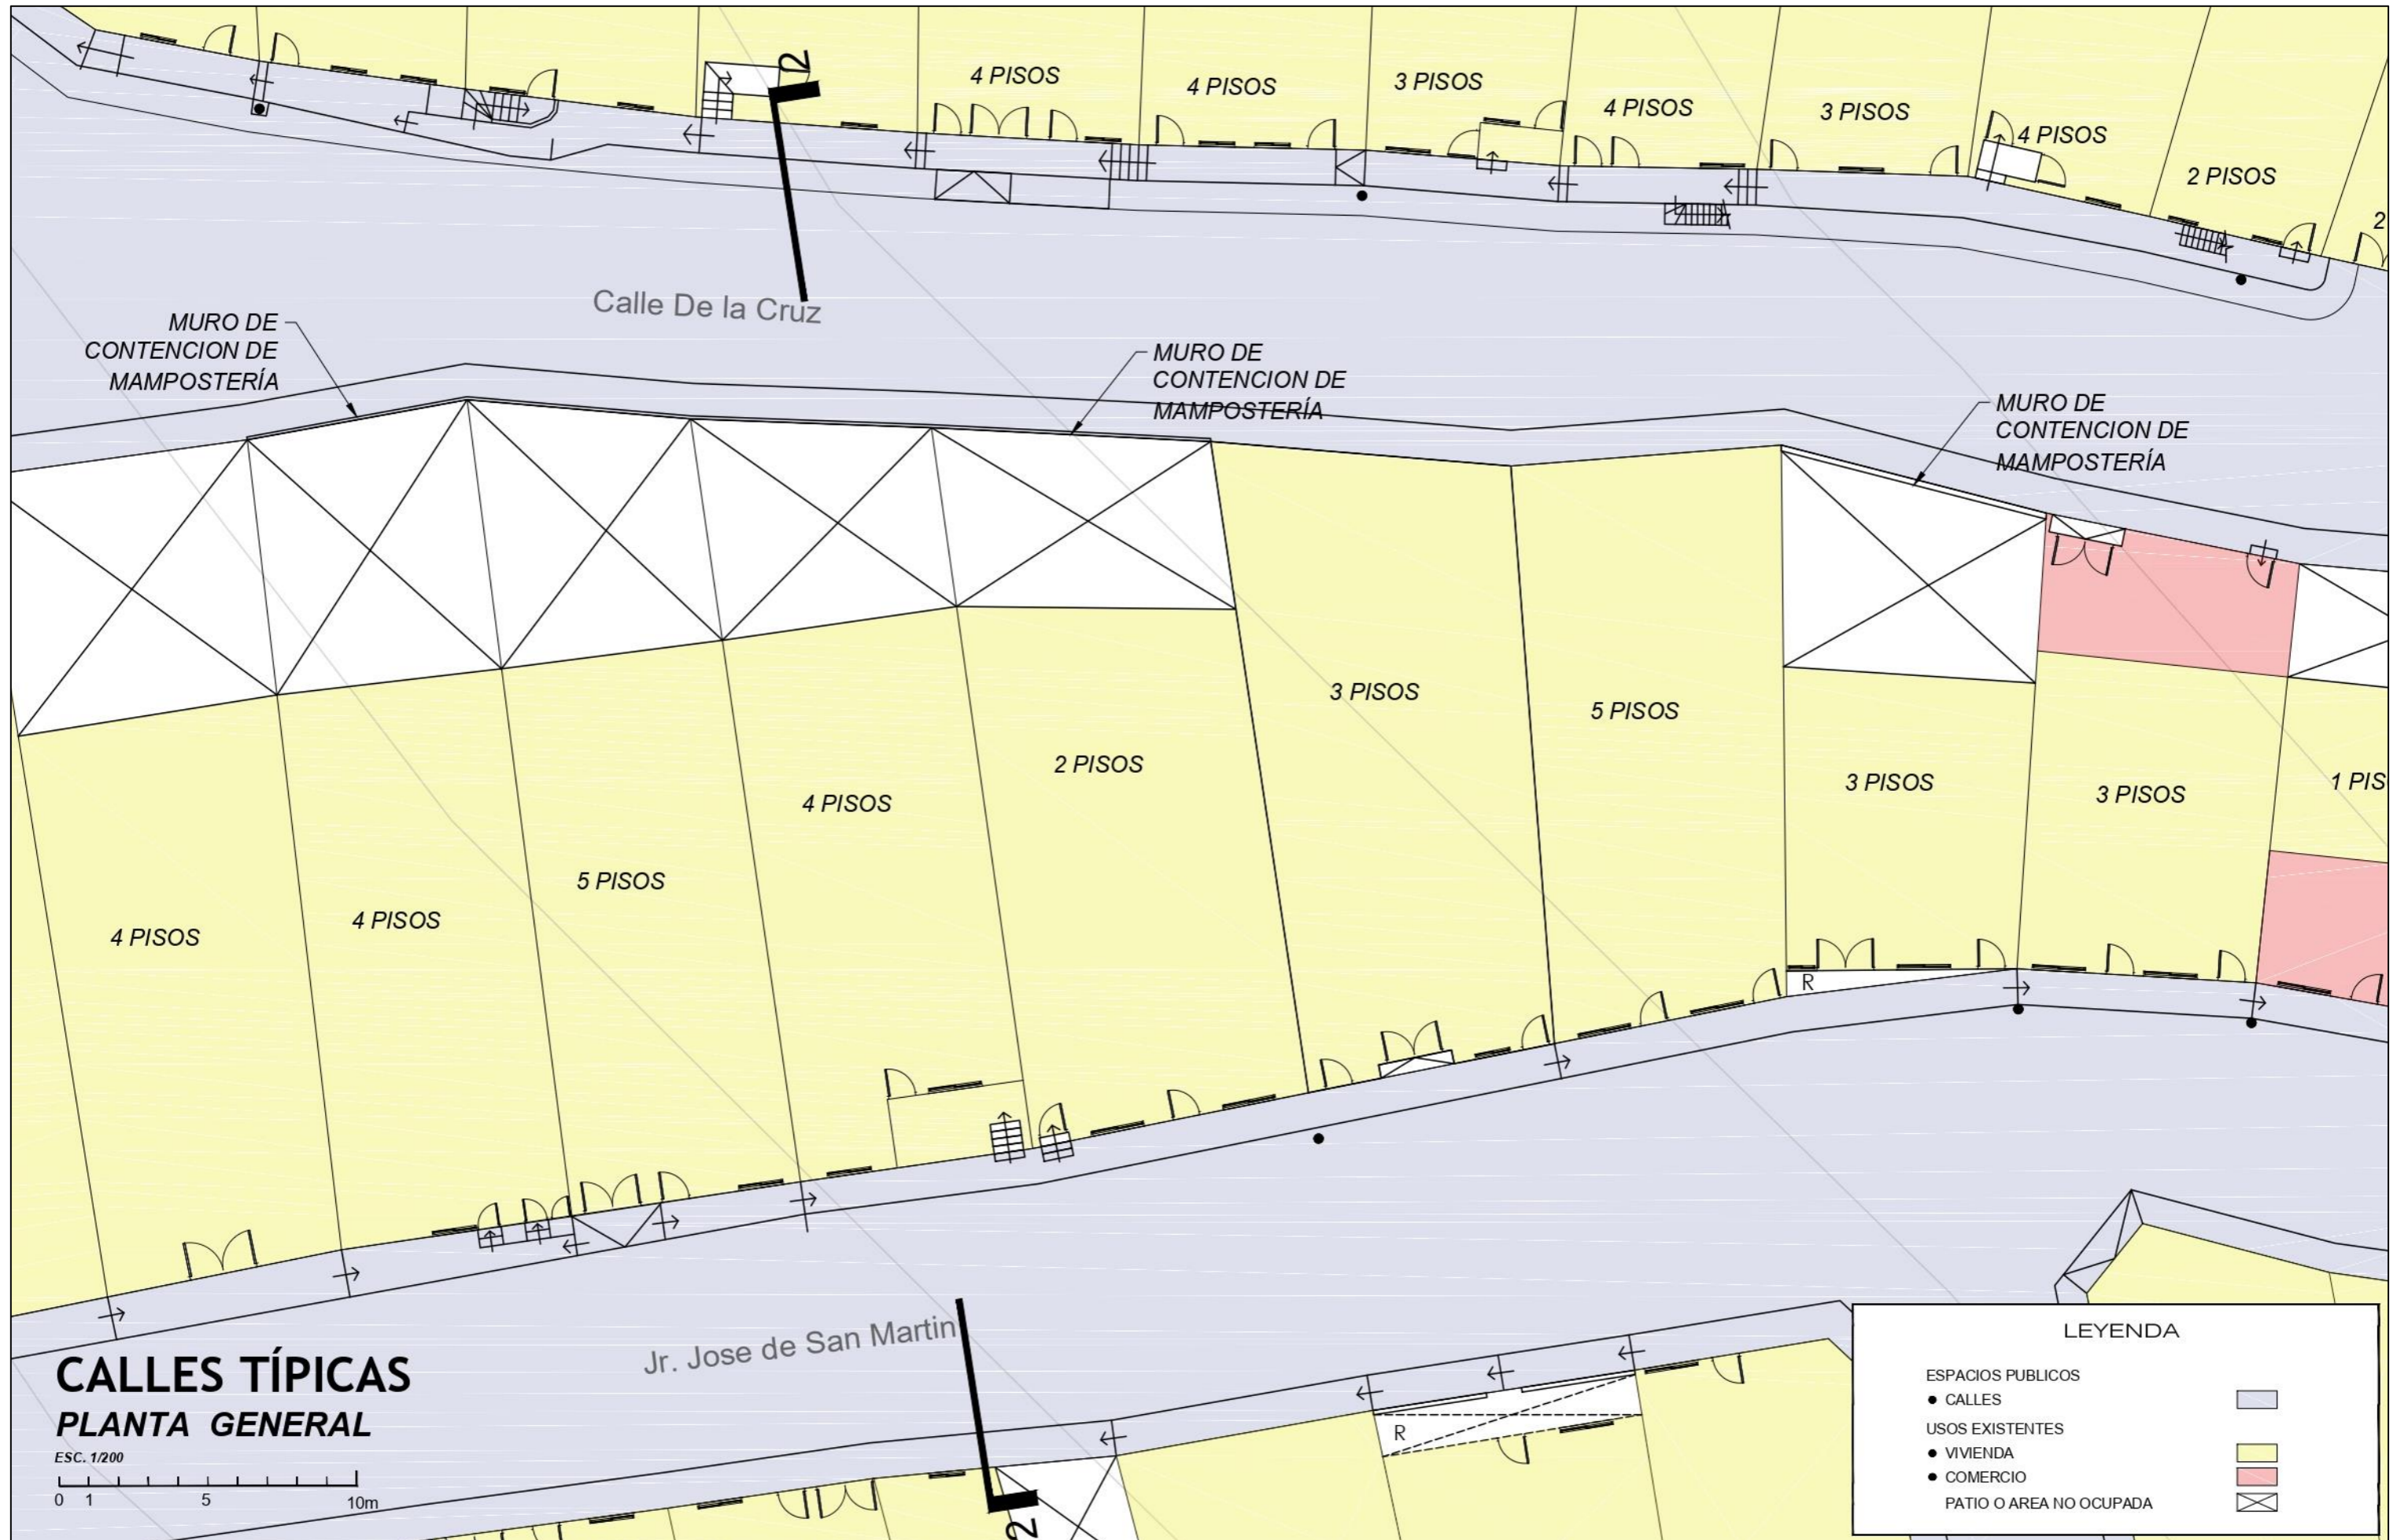 2
4 PISOS
4 PISOS
3 PISOS
4 PISOS
3 PISOS
4 PISOS
2 PISOS
2
Calle De la Cruz
MURO DE
CONTENCION DE
MAMPOSTERÍA
MURO DE
CONTENCION DE
MAMPOSTERÍA
MURO DE
CONTENCION DE
MAMPOSTERÍA
3 PISOS
5 PISOS
2 PISOS
3 PISOS
3 PISOS
1 PIS
4 PISOS
5 PISOS
4 PISOS
4 PISOS
R
Jr. Jose de San Martin
R
2
CALLES TÍPICAS
PLANTA GENERAL
ESC. 1/200
0 1 5 10m
LEYENDA
ESPACIOS PUBLICOS
● CALLES
USOS EXISTENTES
● VIVIENDA
● COMERCIO
PATIO O AREA NO OCUPADA